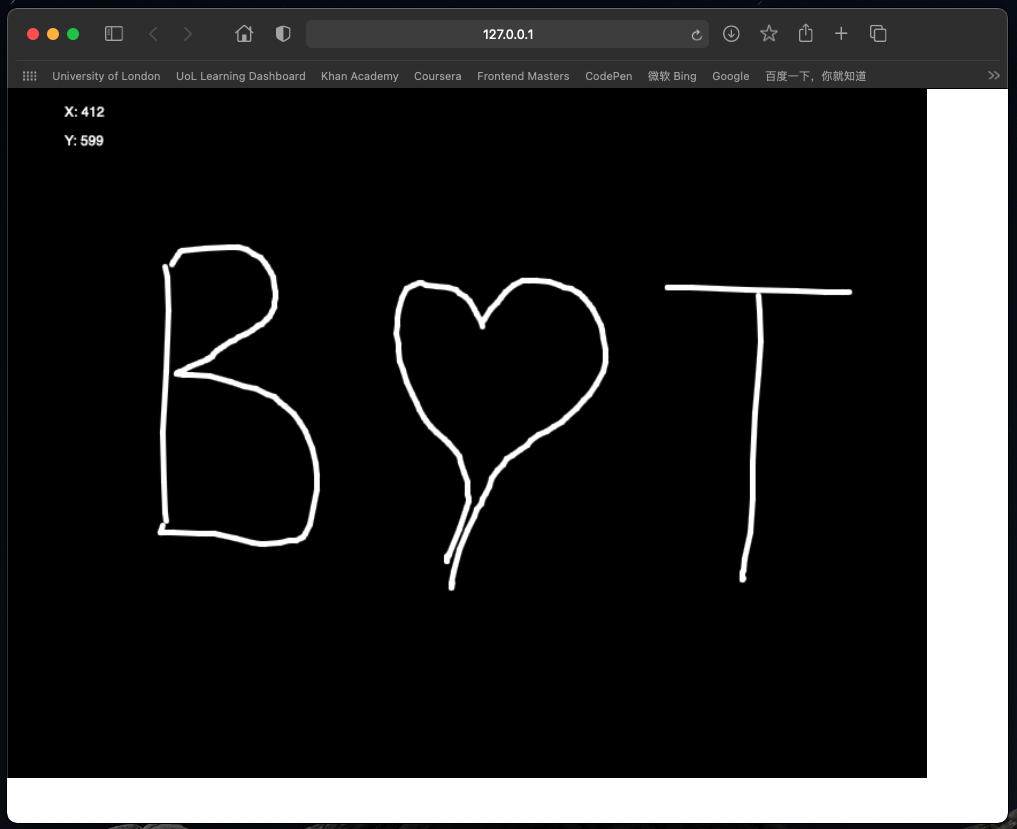 127.0.0.1
University of London UoL Learning Dashboard Khan Academy Coursera Frontend Masters CodePen 微软 Bing Google 百度一下，你就知道
X: 412
Y: 599
B♡T